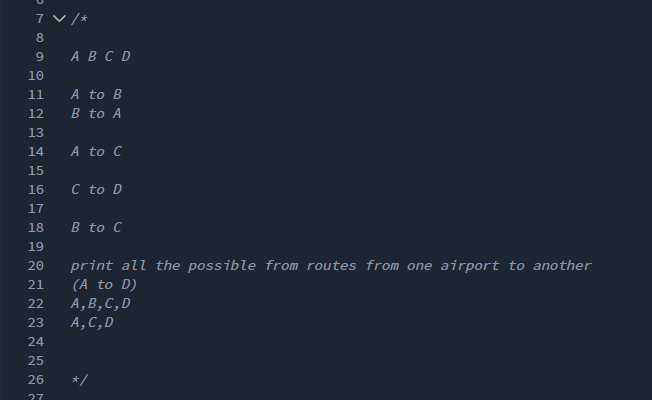 7 /*
8
9 A B C D
10
11 A to B
12 B to A
13
14 A to C
15
16 C to D
17
18 B to C
19
20 print all the possible from routes from one airport to another
21 (A to D)
22 A,B,C,D
23 A,C,D
24
25
26 */
27